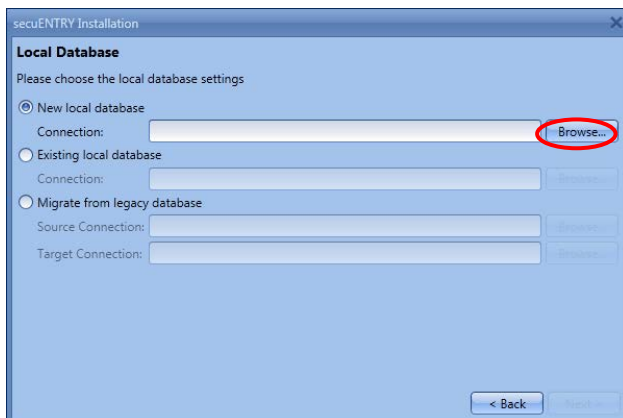 secuENTRY Installation
Local Database
Please choose the local database settings
New local database
Connection: Browse...
Existing local database
Connection: Browse...
Migrate from legacy database
Source Connection: Browse...
Target Connection: Browse...
< Back